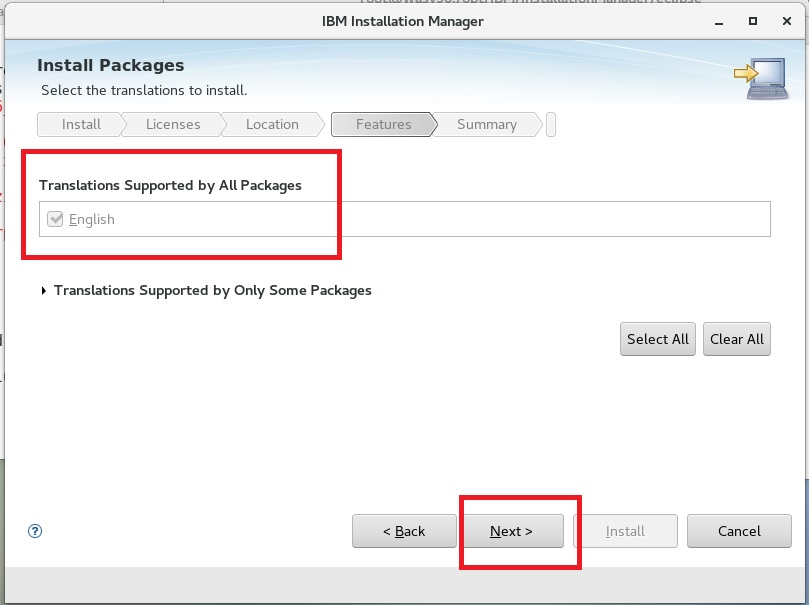 IBM Installation Manager
Install Packages
Select the translations to install.
Install Licenses Location Features Summary
Translations Supported by All Packages
English
Translations Supported by Only Some Packages
Select All Clear All
? < Back Next > Install Cancel